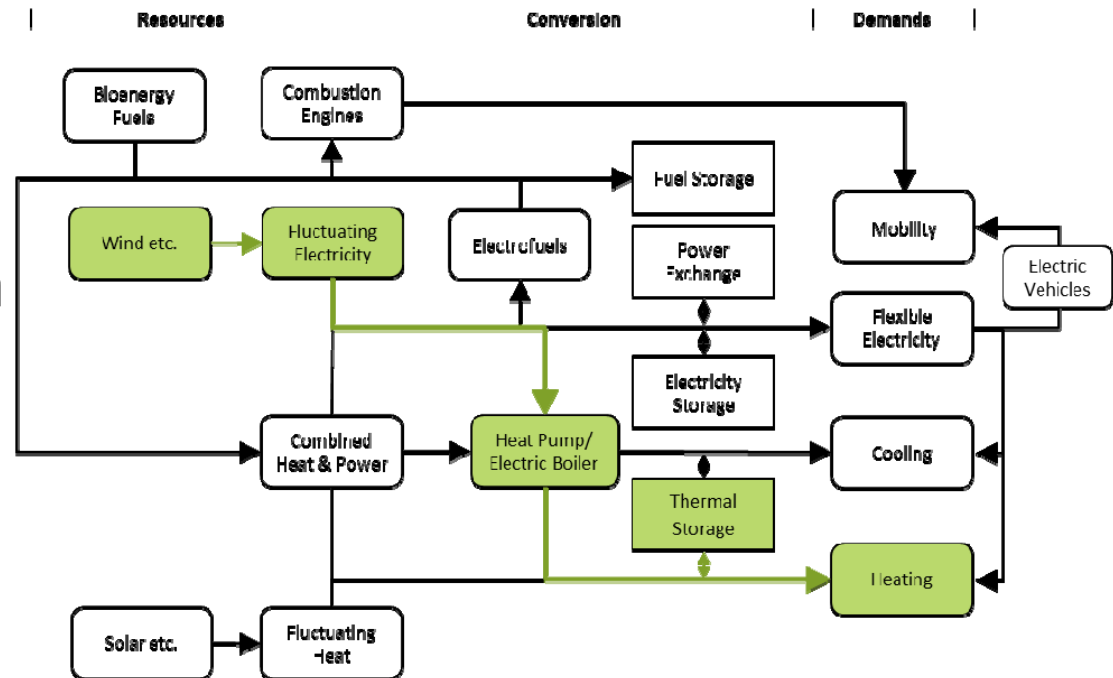 Resources
Conversion
Demands
Bioenergy
Fuels
Combustion
Engines
Fuel Storage
Wind etc.
Fluctuating
Electricity
Electrofuels
Power
Exchange
Mobility
Electric
Vehicles
Flexible
Electricity
Electricity
Storage
Combined
Heat & Power
Heat Pump/
Electric Boiler
Cooling
Thermal
Storage
Heating
Solar etc.
Fluctuating
Heat